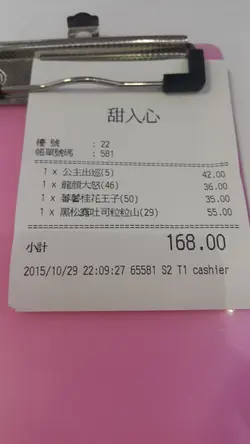 甜入心
檯 號 : 22
帳單號碼 : 581
1 x 公主出巡(5) 42.00
1 x 龍顏大怒(46) 36.00
1 x 蕃薯桂花王子(50) 35.00
1 x 黑松露吐司粒粒山(29) 55.00
小計 168.00
2015/10/29 22:09:27 65581 S2 T1 cashier